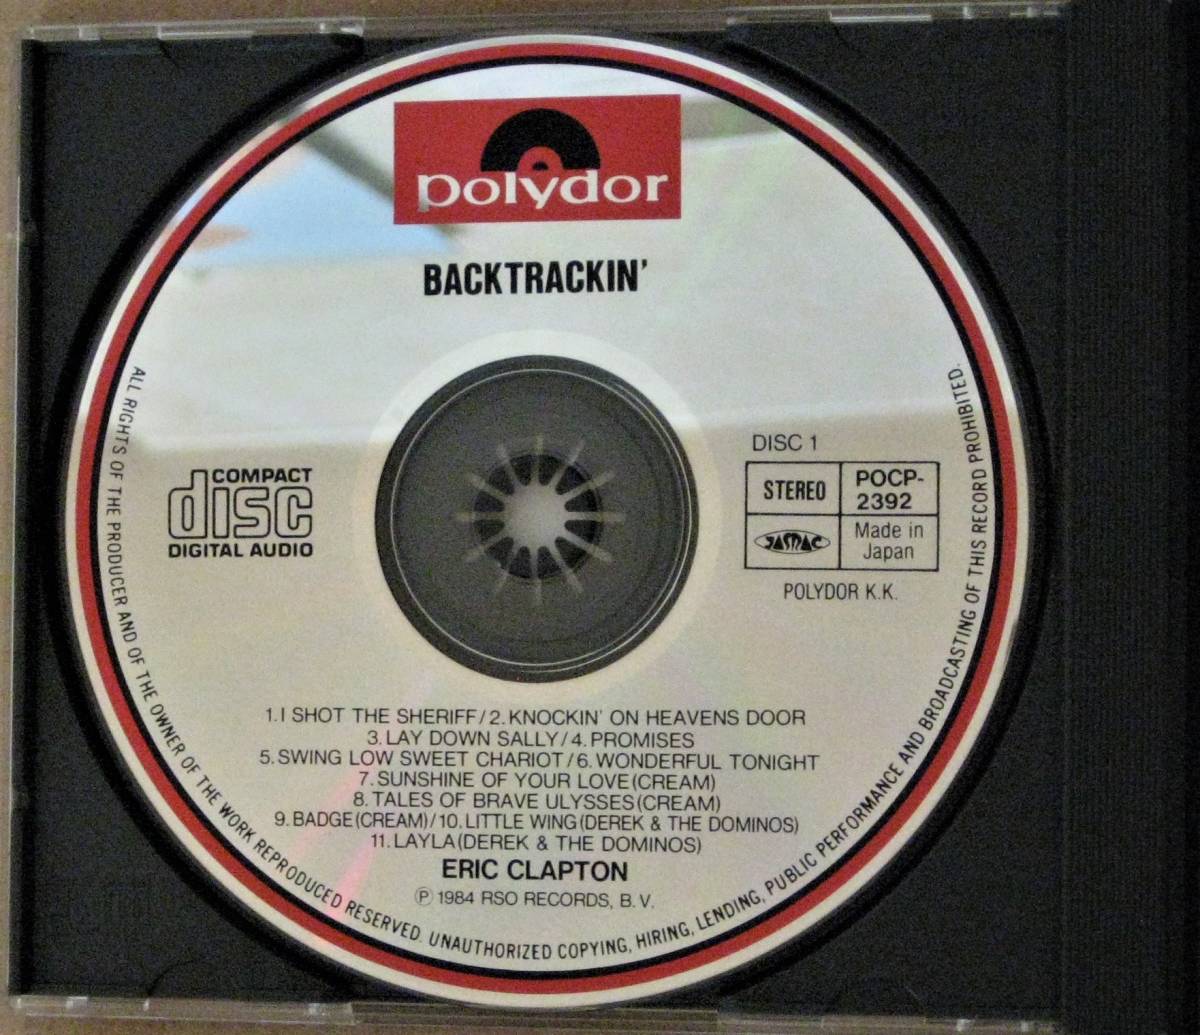 polydor
BACKTRACKIN'
COMPACT
disc
DIGITAL AUDIO
DISC 1
STEREO
POCP-
2392
JASRAC
Made in
Japan
POLYDOR K.K.
1.I SHOT THE SHERIFF/2.KNOCKIN' ON HEAVENS DOOR
3.LAY DOWN SALLY/4.PROMISES
5.SWING LOW SWEET CHARIOT/6.WONDERFUL TONIGHT
7.SUNSHINE OF YOUR LOVE(CREAM)
8.TALES OF BRAVE ULYSSES(CREAM)
9.BADGE(CREAM)/10.LITTLE WING(DEREK & THE DOMINOS)
11.LAYLA(DEREK & THE DOMINOS)
ERIC CLAPTON
Ⓟ1984 RSO RECORDS, B.V.
ALL RIGHTS OF THE PRODUCER AND OF THE OWNER OF THE WORK REPRODUCED RESERVED. UNAUTHORIZED COPYING, HIRING, LENDING, PUBLIC PERFORMANCE AND BROADCASTING OF THIS RECORD PROHIBITED.